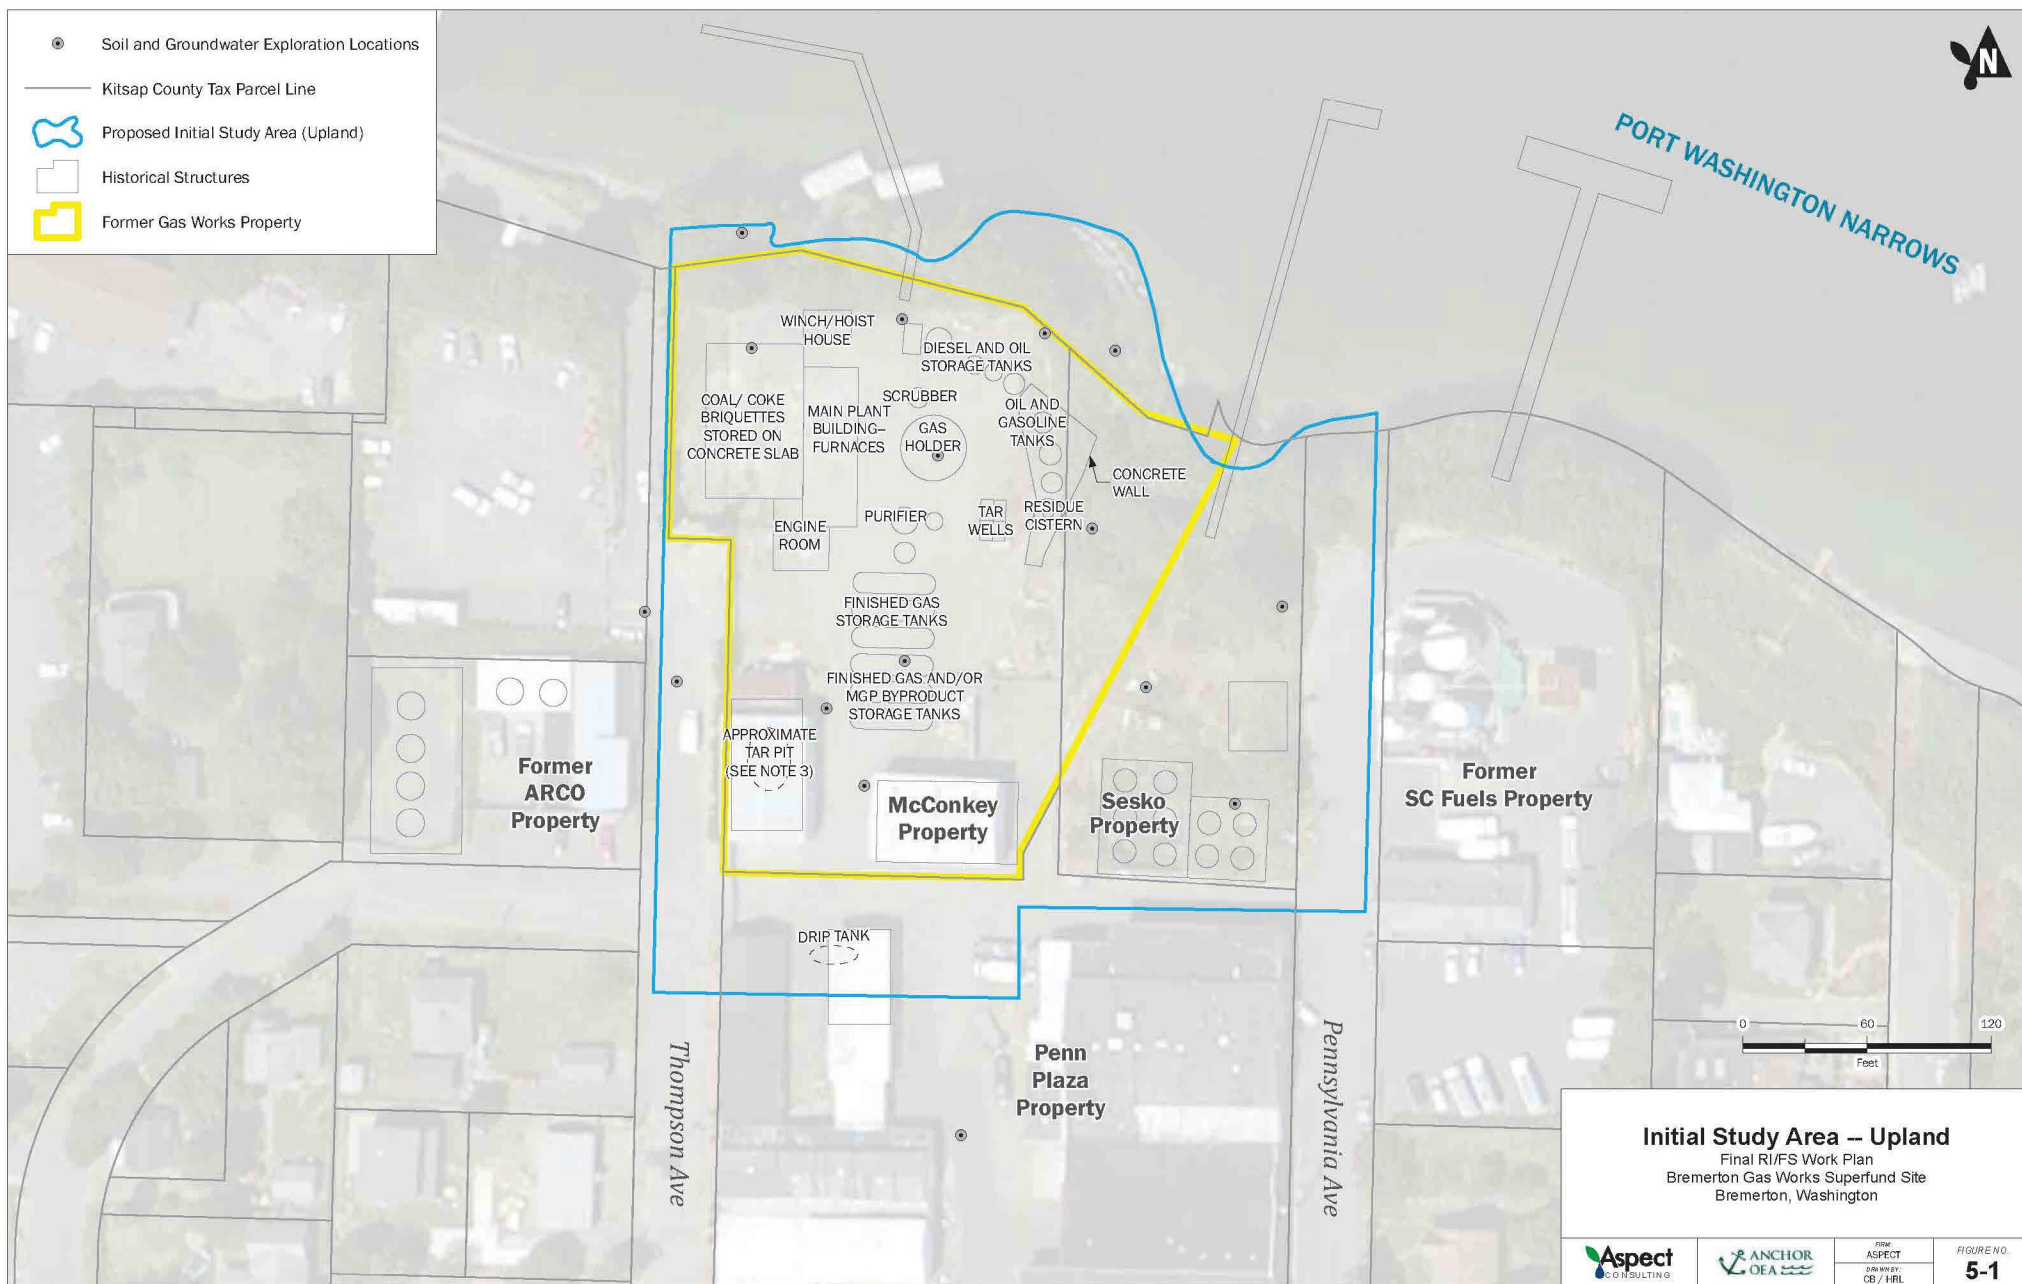 Soil and Groundwater Exploration Locations
Kitsap County Tax Parcel Line
Proposed Initial Study Area (Upland)
Historical Structures
Former Gas Works Property
N
PORT WASHINGTON NARROWS
WINCH/HOIST
HOUSE
DIESEL AND OIL
STORAGE TANKS
COAL/ COKE
BRIQUETTES
STORED ON
CONCRETE SLAB
MAIN PLANT
BUILDING–
FURNACES
SCRUBBER
GAS
HOLDER
OIL AND
GASOLINE
TANKS
CONCRETE
WALL
ENGINE
ROOM
PURIFIER
TAR
WELLS
RESIDUE
CISTERN
FINISHED GAS
STORAGE TANKS
FINISHED GAS AND/OR
MGP BYPRODUCT
STORAGE TANKS
APPROXIMATE
TAR PIT
(SEE NOTE 3)
Former
ARCO
Property
McConkey
Property
Sesko
Property
Former
SC Fuels Property
DRIP TANK
Penn
Plaza
Property
Thompson Ave
Pennsylvania Ave
0 60 120
Feet
Initial Study Area -- Upland
Final RI/FS Work Plan
Bremerton Gas Works Superfund Site
Bremerton, Washington
Aspect
CONSULTING
ANCHOR
QEA
FIRM:
ASPECT
DRAWN BY:
CB / HRL
FIGURE NO.
5-1